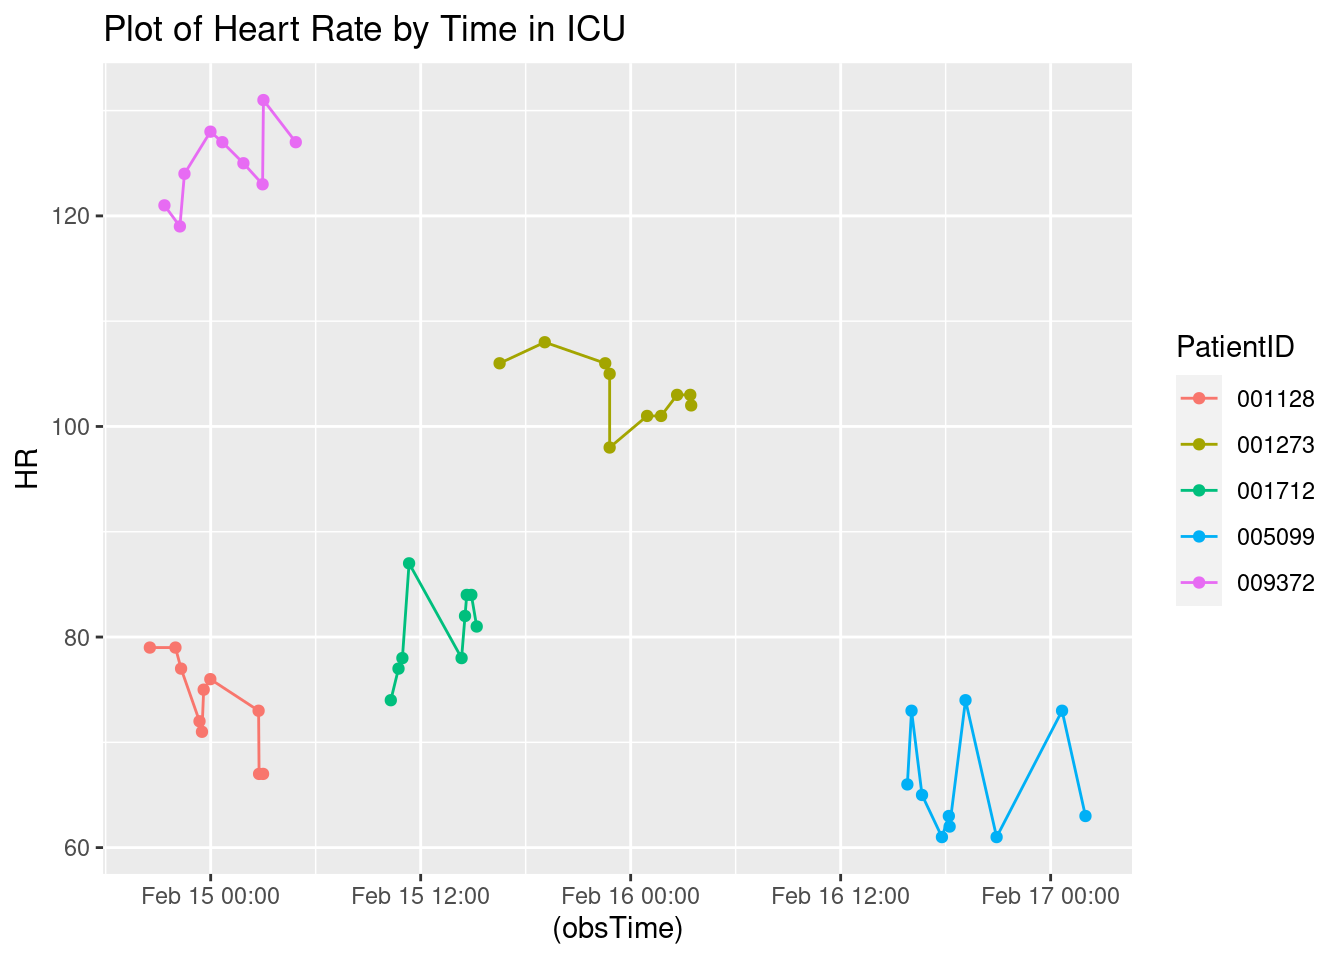 Plot of Heart Rate by Time in ICU
HR
120
100
80
60
Feb 15 00:00
Feb 15 12:00
Feb 16 00:00
Feb 16 12:00
Feb 17 00:00
(obsTime)
PatientID
001128
001273
001712
005099
009372